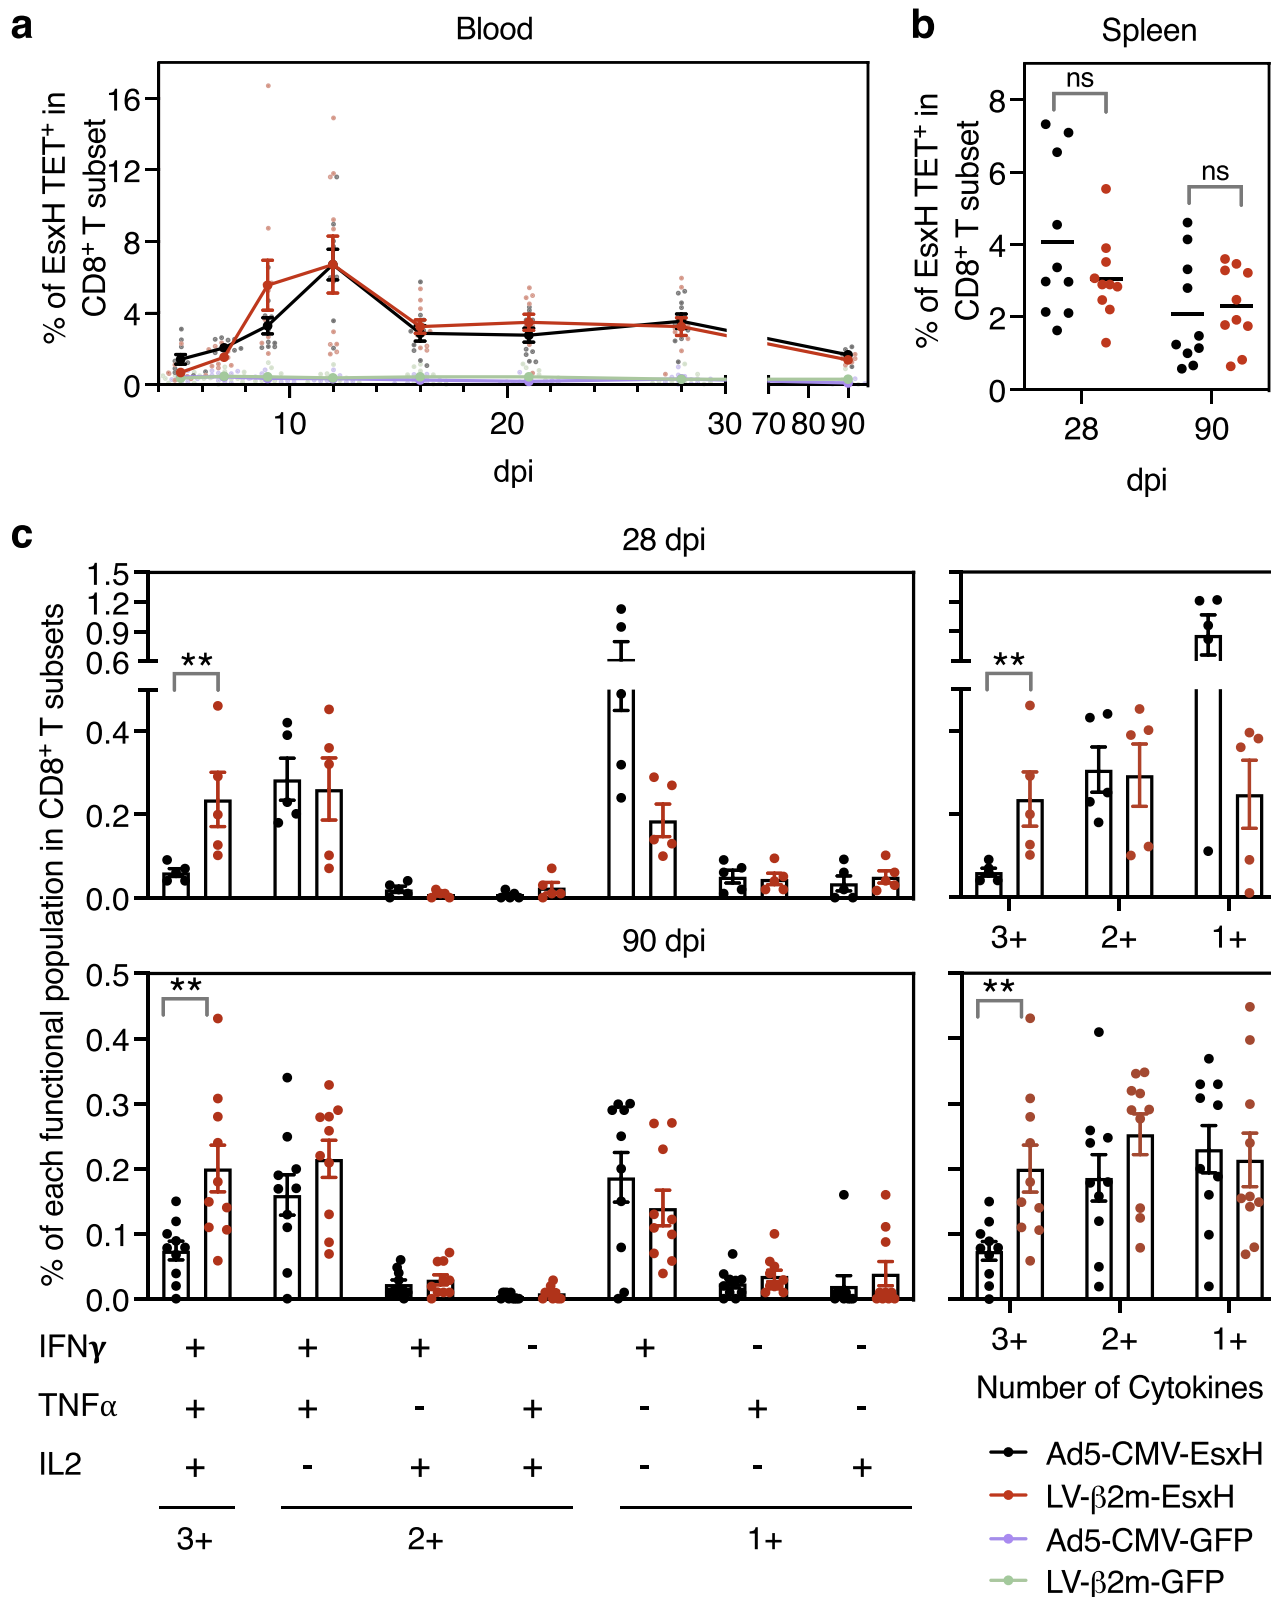 a
Blood
% of EsxH TET⁺ in
CD8⁺ T subset
16
12
8
4
0
10
20
30
70
80
90
dpi
b
Spleen
% of EsxH TET⁺ in
CD8⁺ T subset
8
6
4
2
0
ns
ns
28
90
dpi
c
% of each functional population in CD8⁺ T subsets
28 dpi
1.5
1.2
0.9
0.6
0.4
0.2
0.0
**
**
3+
2+
1+
90 dpi
0.5
0.4
0.3
0.2
0.1
0.0
**
**
3+
2+
1+
Number of Cytokines
IFNγ + + + - + - -
TNFα + + - + - + -
IL2 + - + + - - +
3+
2+
1+
Ad5-CMV-EsxH
LV-β2m-EsxH
Ad5-CMV-GFP
LV-β2m-GFP